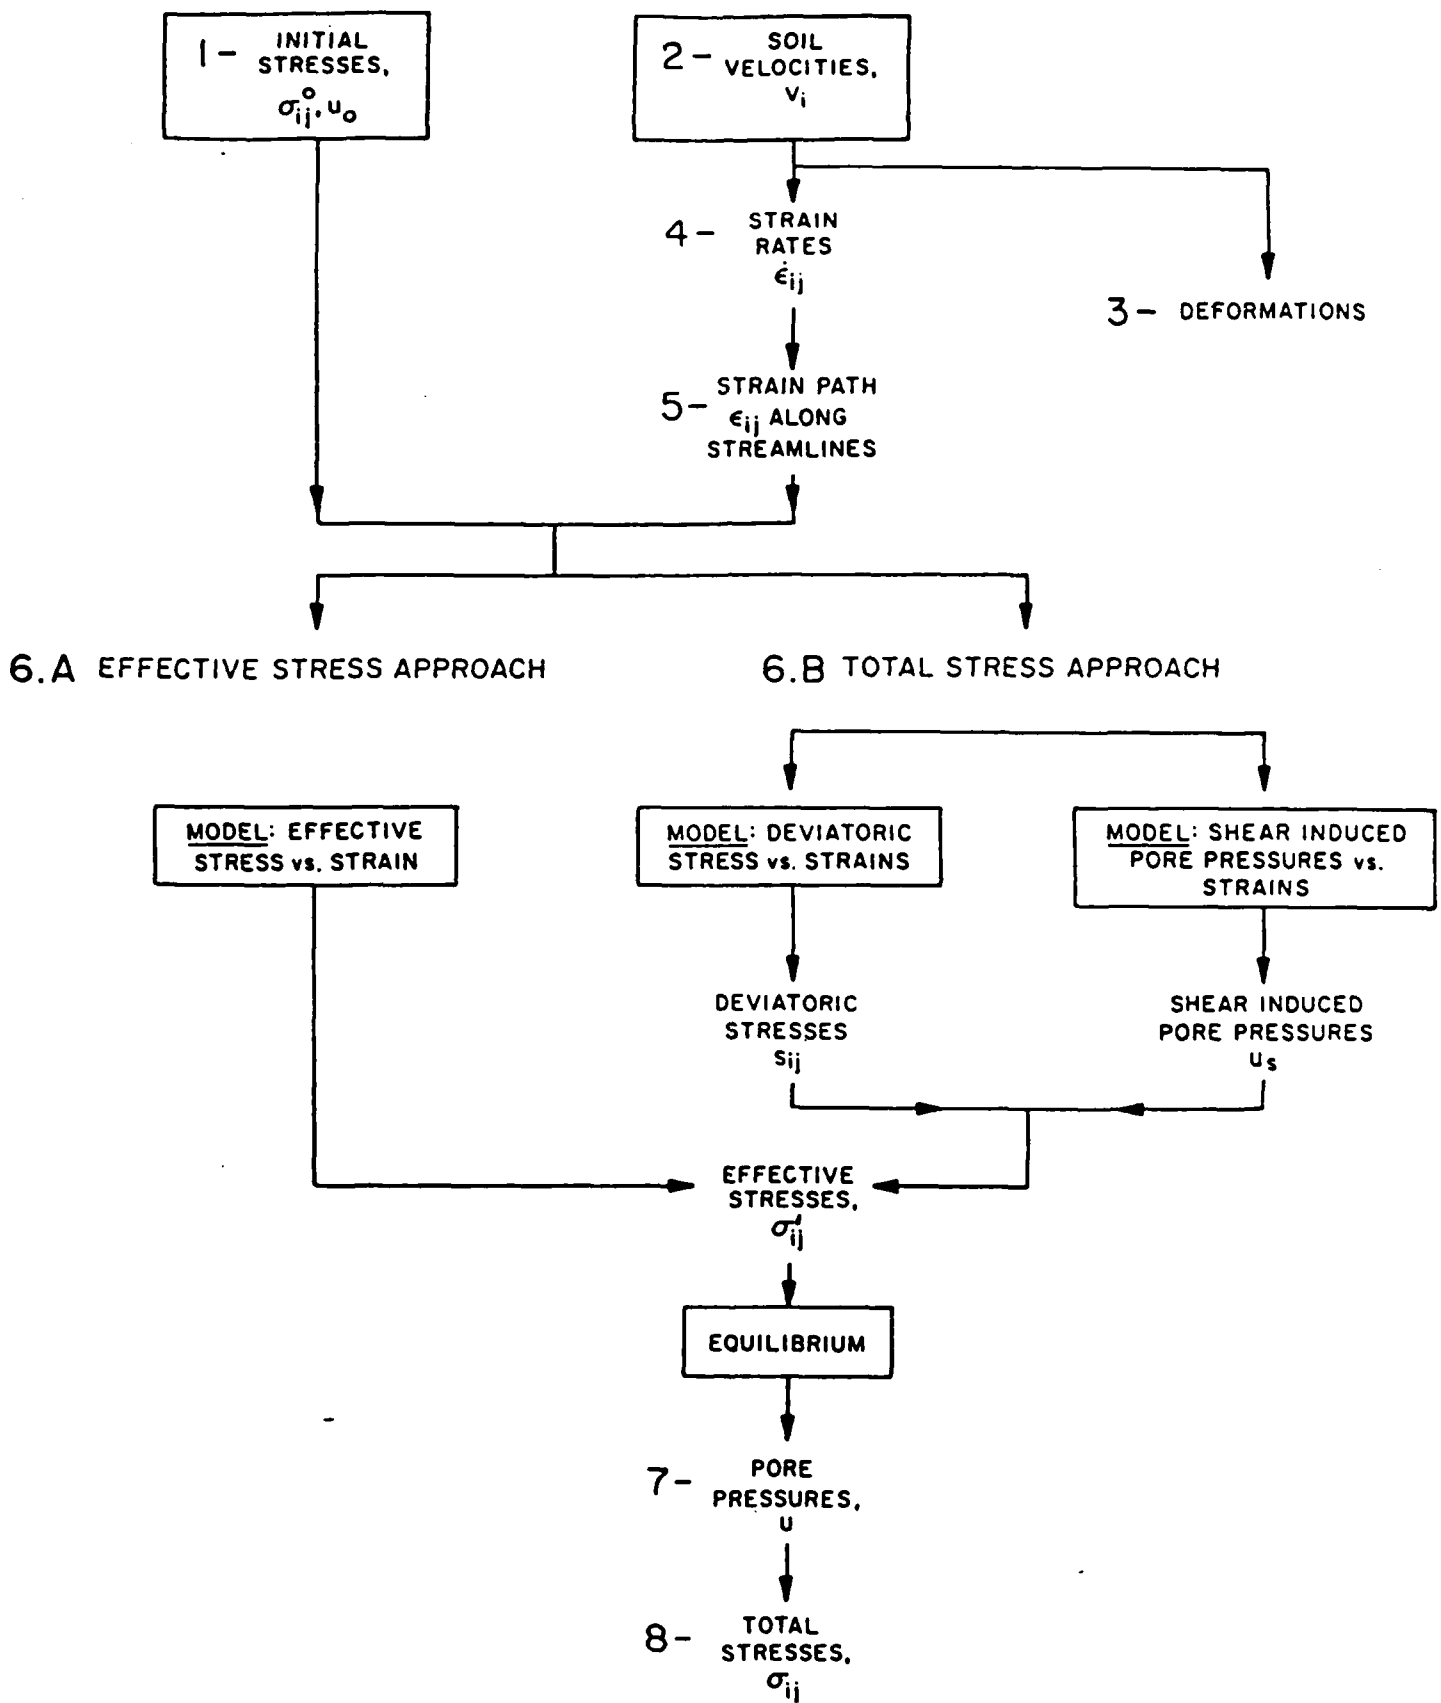 1 - INITIAL
STRESSES,
σ°ij, uo
2 - SOIL
VELOCITIES,
vi
4 - STRAIN
RATES
ε̇ij
3 - DEFORMATIONS
5 - STRAIN PATH
εij ALONG
STREAMLINES
6.A EFFECTIVE STRESS APPROACH
6.B TOTAL STRESS APPROACH
MODEL: EFFECTIVE
STRESS vs. STRAIN
MODEL: DEVIATORIC
STRESS vs. STRAINS
MODEL: SHEAR INDUCED
PORE PRESSURES vs.
STRAINS
DEVIATORIC
STRESSES
sij
SHEAR INDUCED
PORE PRESSURES
us
EFFECTIVE
STRESSES,
σ'ij
EQUILIBRIUM
7 - PORE
PRESSURES,
u
8 - TOTAL
STRESSES,
σij